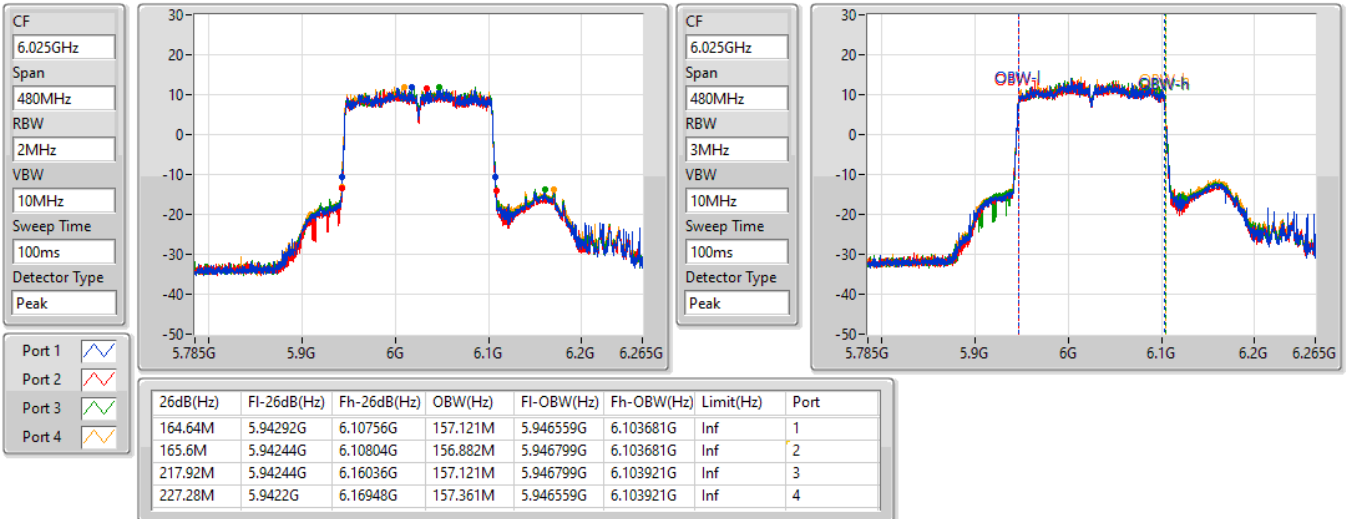 CF
6.025GHz
Span
480MHz
RBW
2MHz
VBW
10MHz
Sweep Time
100ms
Detector Type
Peak
30
20
10
0
-10
-20
-30
-40
-50
5.785G 5.9G 6G 6.1G 6.2G 6.265G
CF
6.025GHz
Span
480MHz
RBW
3MHz
VBW
10MHz
Sweep Time
100ms
Detector Type
Peak
30
20
10
0
-10
-20
-30
-40
-50
OBW-l OBW-h
5.785G 5.9G 6G 6.1G 6.2G 6.265G
Port 1
Port 2
Port 3
Port 4
26dB(Hz) Fl-26dB(Hz) Fh-26dB(Hz) OBW(Hz) Fl-OBW(Hz) Fh-OBW(Hz) Limit(Hz) Port
164.64M 5.94292G 6.10756G 157.121M 5.946559G 6.103681G Inf 1
165.6M 5.94244G 6.10804G 156.882M 5.946799G 6.103681G Inf 2
217.92M 5.94244G 6.16036G 157.121M 5.946799G 6.103921G Inf 3
227.28M 5.9422G 6.16948G 157.361M 5.946559G 6.103921G Inf 4